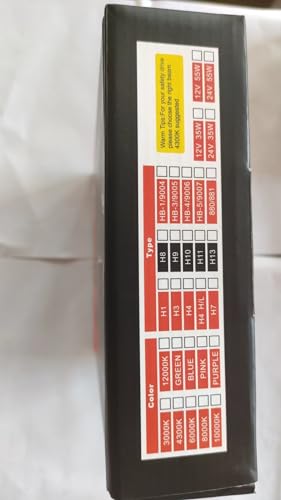 Color
3000K 12000K
4300K GREEN
6000K BLUE
8000K PINK
10000K PURPLE
Type
H1 H8 HB-1/9004
H3 H9 HB-3/9005
H4 H10 HB-4/9006
H4 H/L H11 HB-5/9007
H7 H13 880/881
Warm Tips:For your safety drive
please choose the right beam
4300K suggested
12V 35W 12V 55W
24V 35W 24V 55W